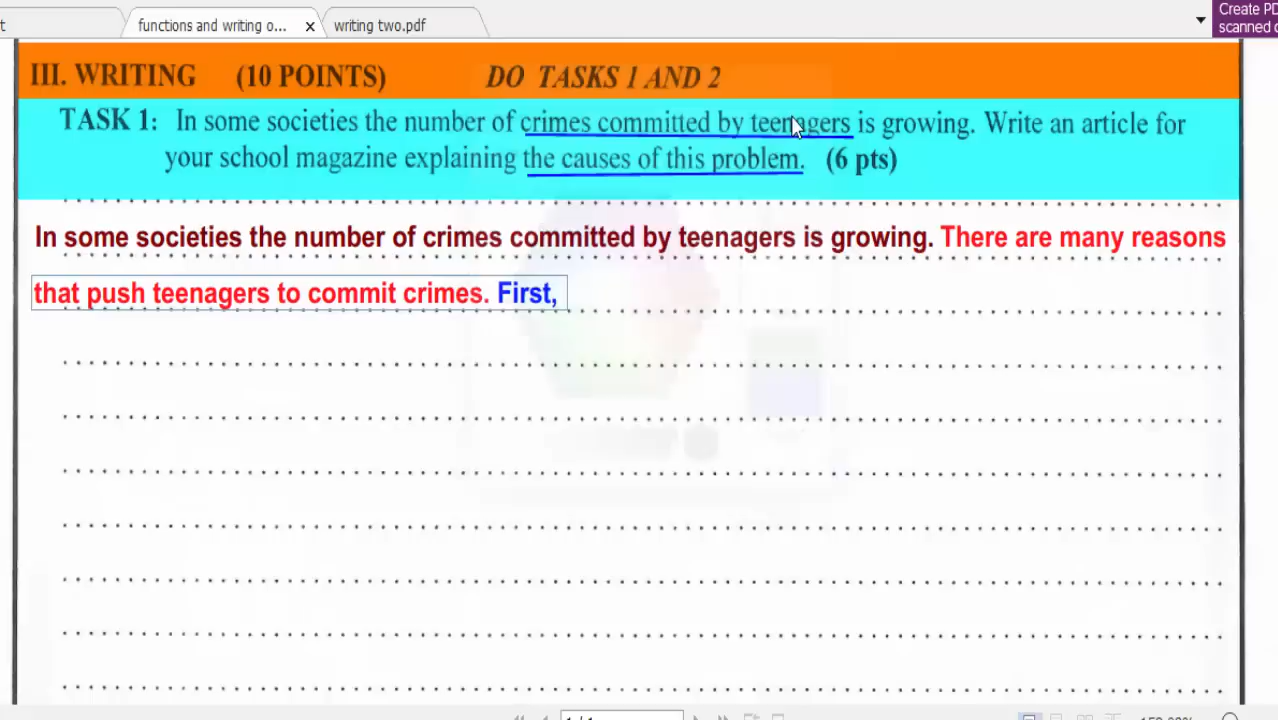 t
functions and writing o... x
writing two.pdf
Create PD
scanned
III. WRITING (10 POINTS) DO TASKS 1 AND 2
TASK 1: In some societies the number of crimes committed by teenagers is growing. Write an article for
your school magazine explaining the causes of this problem. (6 pts)
In some societies the number of crimes committed by teenagers is growing. There are many reasons
that push teenagers to commit crimes. First,